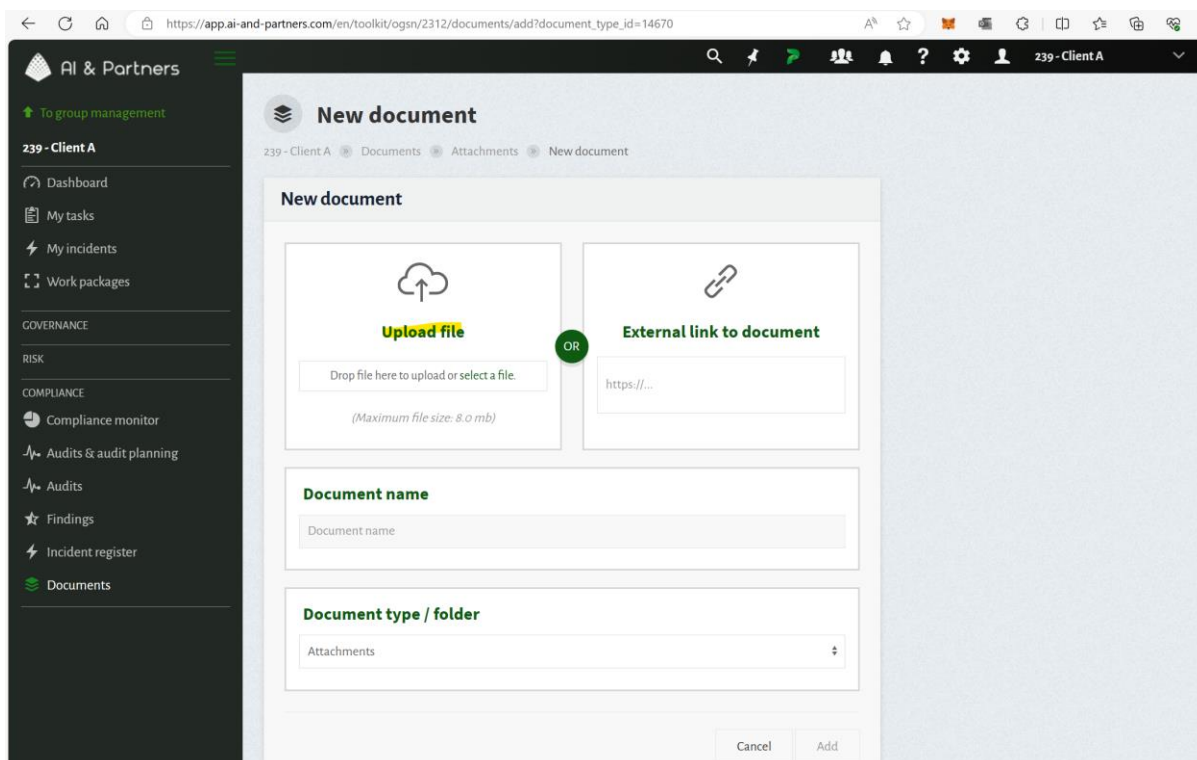 https://app.ai-and-partners.com/en/toolkit/ogsn/2312/documents/add?document_type_id=14670
AI & Partners
239 - Client A
To group management
239 - Client A
Dashboard
My tasks
My incidents
Work packages
GOVERNANCE
RISK
COMPLIANCE
Compliance monitor
Audits & audit planning
Audits
Findings
Incident register
Documents
New document
239 - Client A Documents Attachments New document
New document
Upload file
Drop file here to upload or select a file.
(Maximum file size: 8.0 mb)
OR
External link to document
https://...
Document name
Document name
Document type / folder
Attachments
Cancel Add